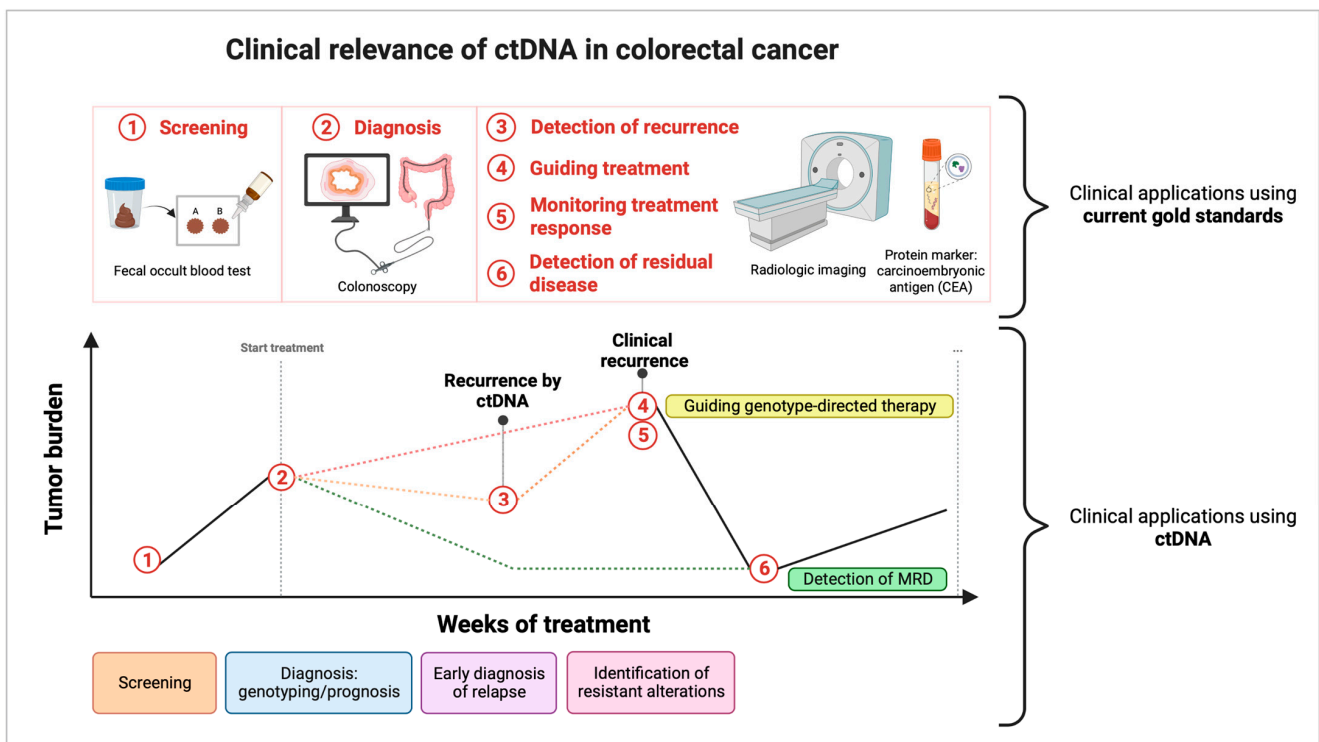 Clinical relevance of ctDNA in colorectal cancer
1 Screening
A B
Fecal occult blood test
2 Diagnosis
Colonoscopy
3 Detection of recurrence
4 Guiding treatment
5 Monitoring treatment
response
6 Detection of residual
disease
Radiologic imaging
Protein marker:
carcinoembryonic
antigen (CEA)
Clinical applications using
current gold standards
Tumor burden
Start treatment
Recurrence by
ctDNA
Clinical
recurrence
...
1
2
3
4
5
6
Guiding genotype-directed therapy
Detection of MRD
Weeks of treatment
Clinical applications using
ctDNA
Screening
Diagnosis:
genotyping/prognosis
Early diagnosis
of relapse
Identification of
resistant alterations